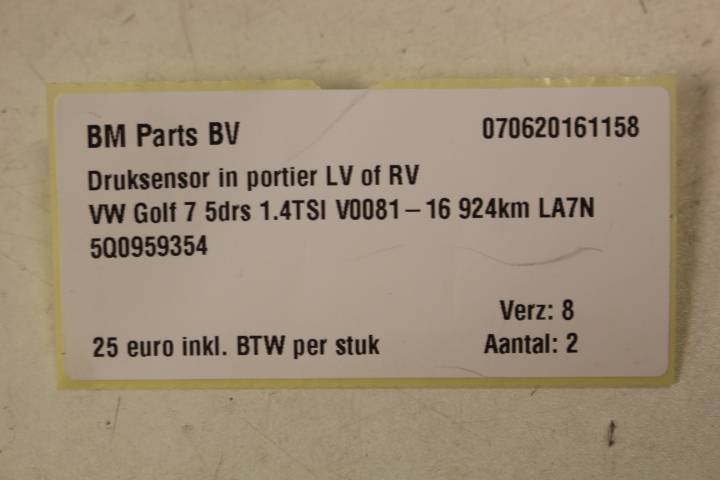 BM Parts BV 070620161158
Druksensor in portier LV of RV
VW Golf 7 5drs 1.4TSI V0081 – 16 924km LA7N
5Q0959354
Verz: 8
25 euro inkl. BTW per stuk Aantal: 2